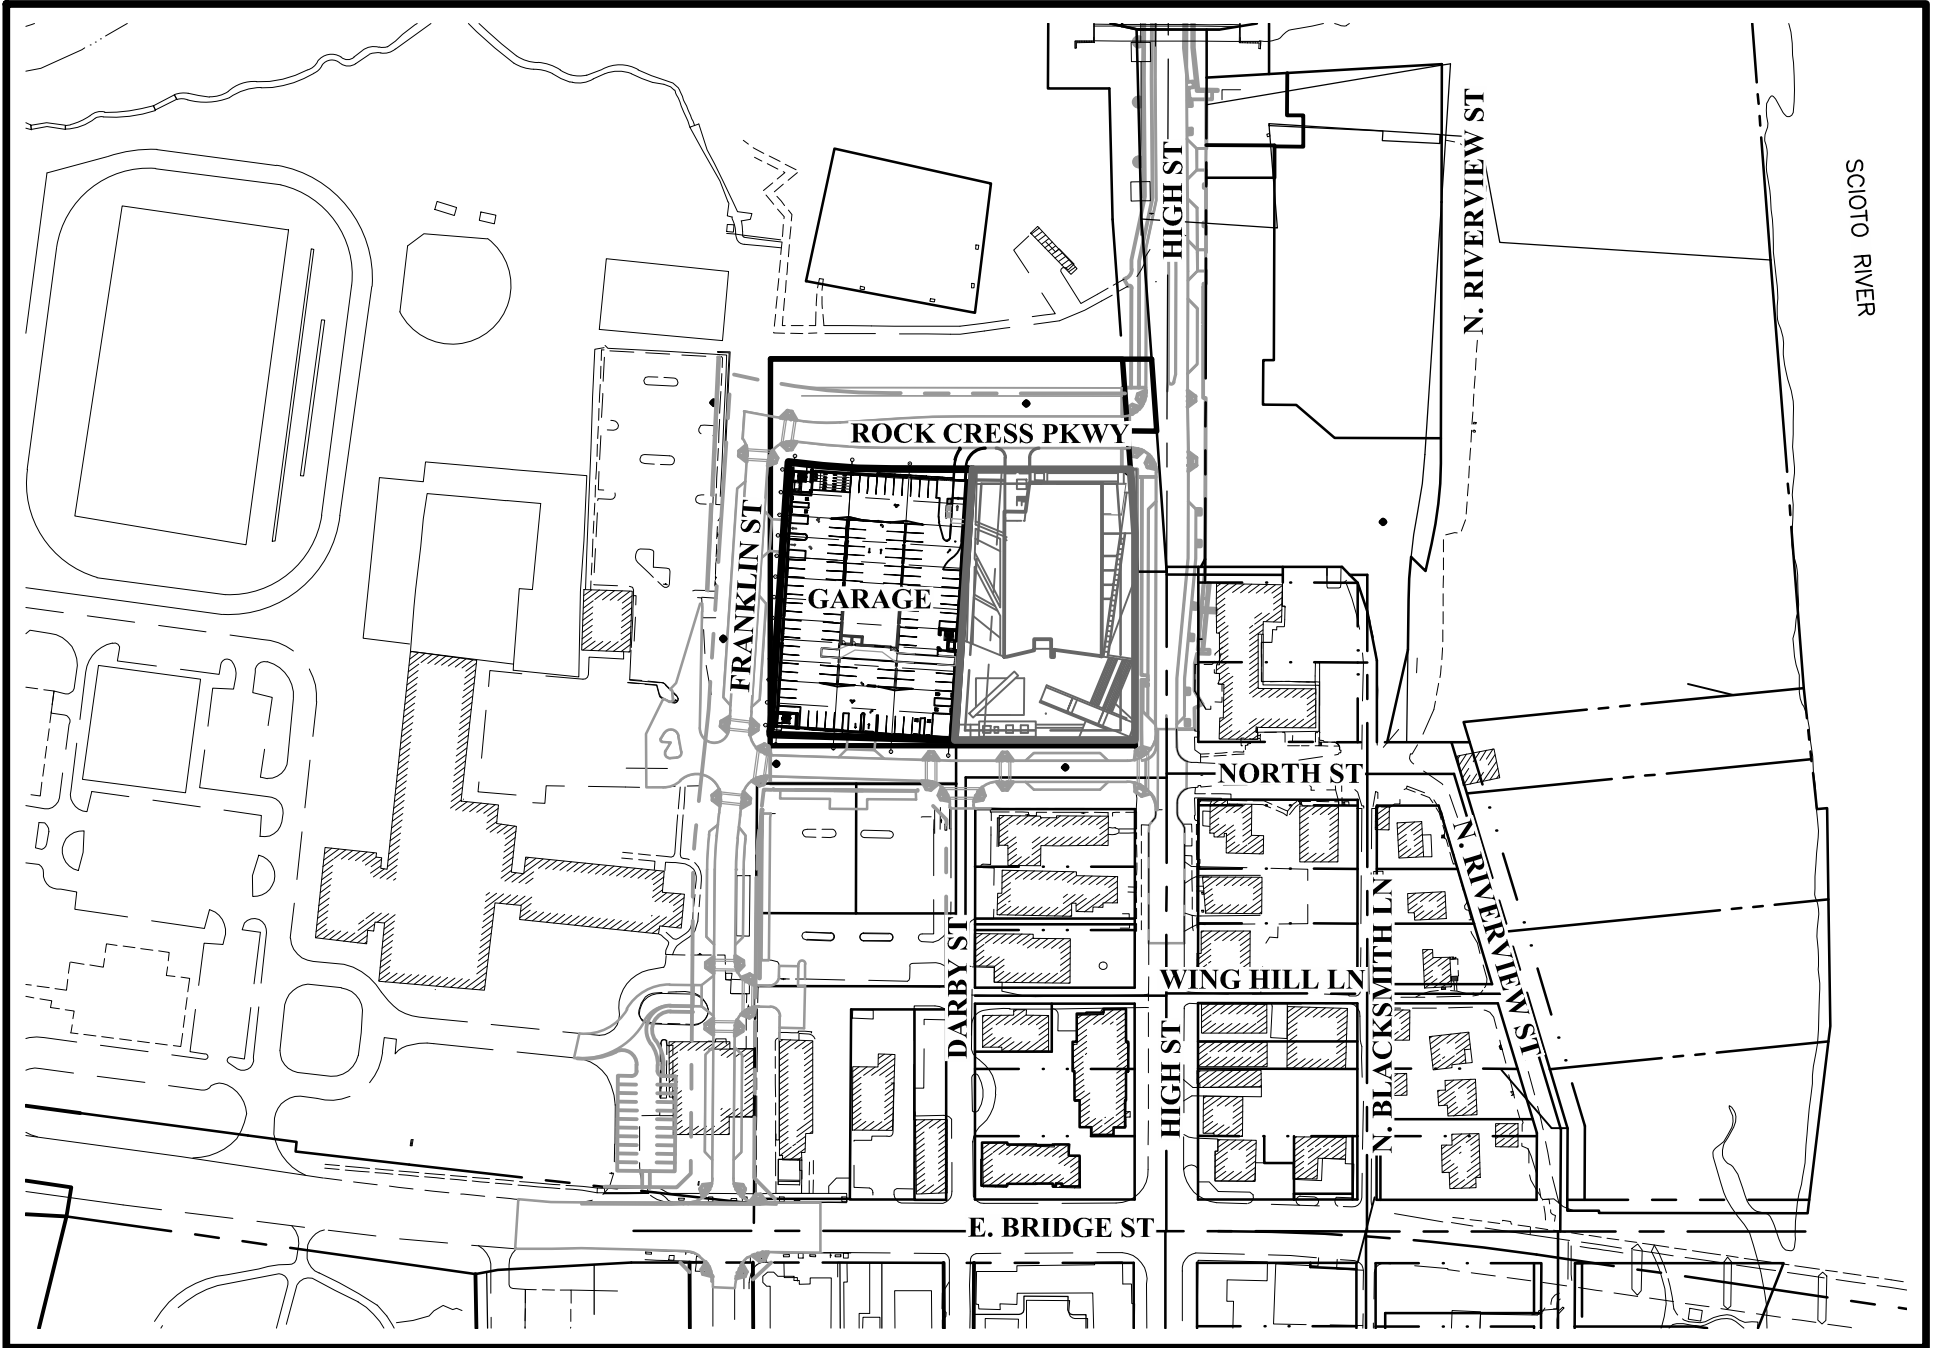 N. RIVERVIEW ST
HIGH ST
SCIOTO RIVER
ROCK CRESS PKWY
FRANKLIN ST
GARAGE
NORTH ST
N. RIVERVIEW ST
N. BLACKSMITH LN
DARBY ST
WING HILL LN
HIGH ST
E. BRIDGE ST